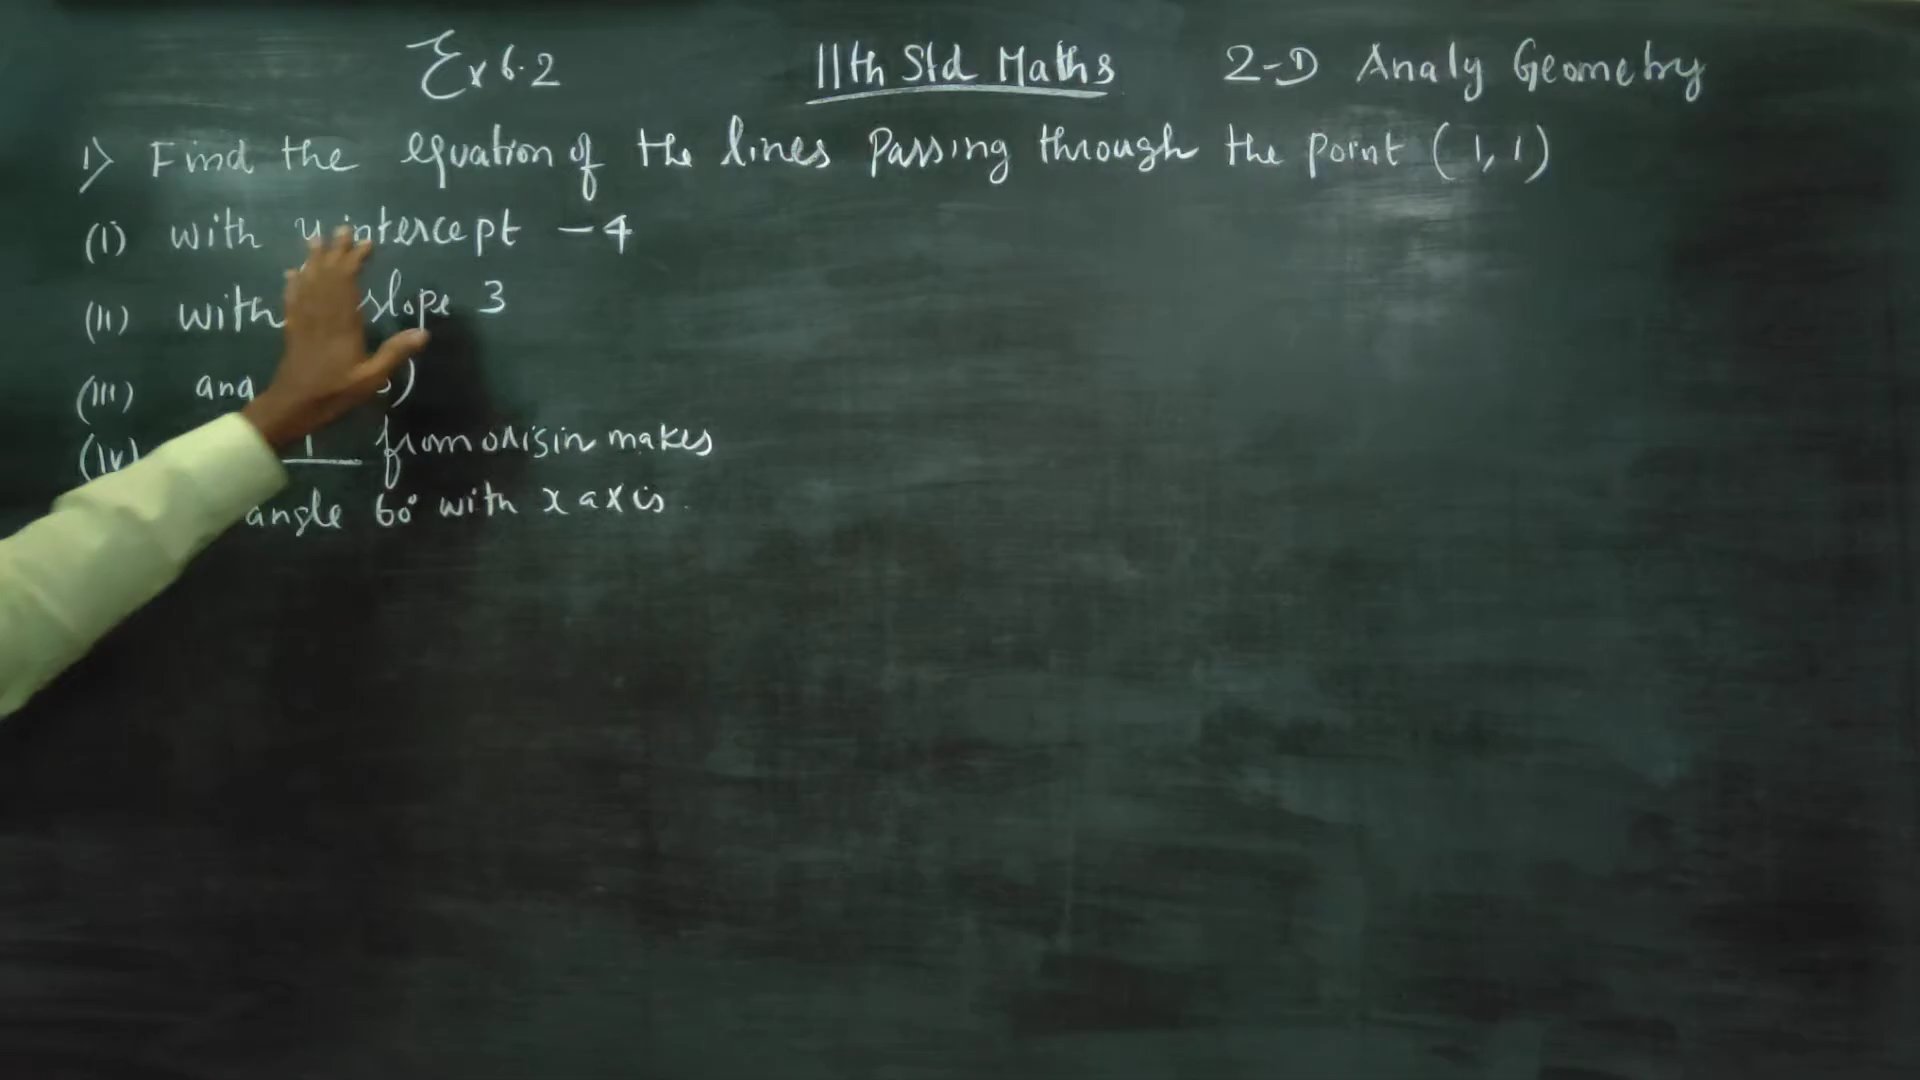 Ex 6.2 11th Std Maths 2-D Analy Geometry
1) Find the equation of the lines Passing through the point (1, 1)
(i) with y intercept -4
(ii) with slope 3
(iii) and
(iv) from origin makes
angle 60° with x axis.